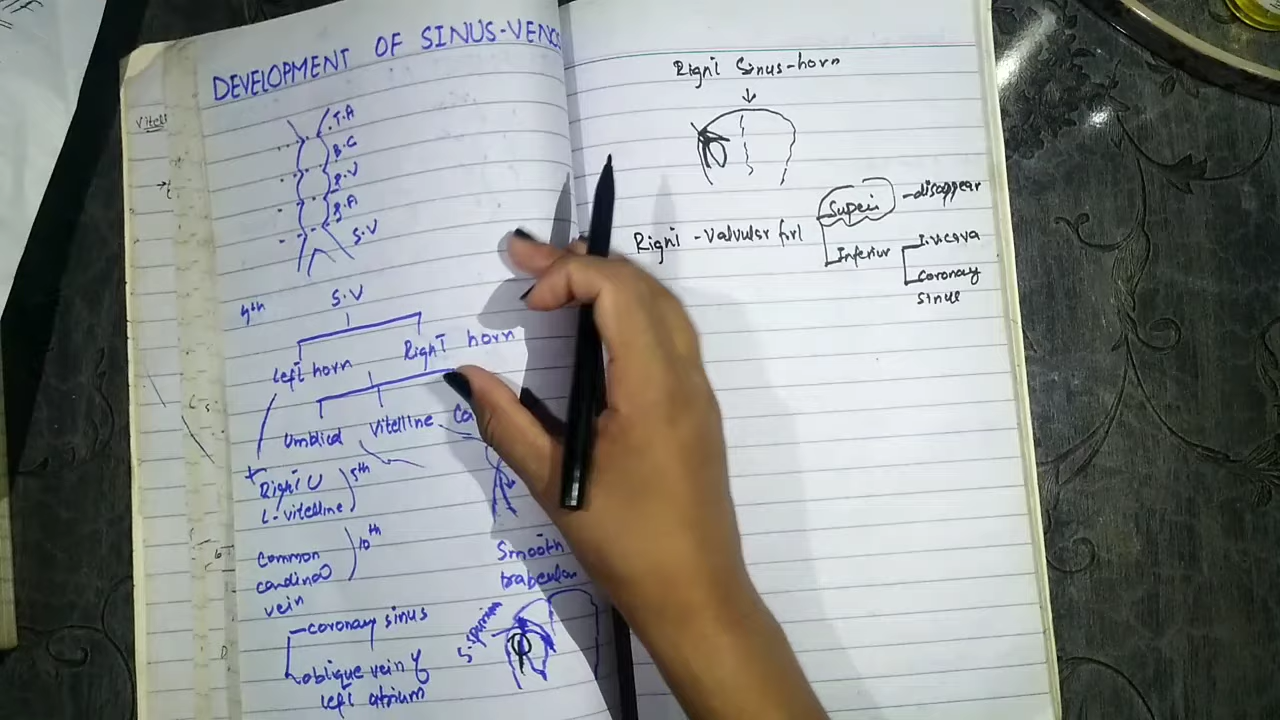 DEVELOPMENT OF SINUS-VENO
T.A
B.C
P.V
P.A
S.V
4th
S.V
Left horn
Right horn
Umblical
Vitelline
Ca
Right U
L-vitelline
5th
Common
cardinal
vein
10th
coronary sinus
oblique vein of
left atrium
Smooth
trabecular
Right Sinus-horn
Right -valvular fol
Superi
-disappear
Inferior
I.vcava
coronary
sinus